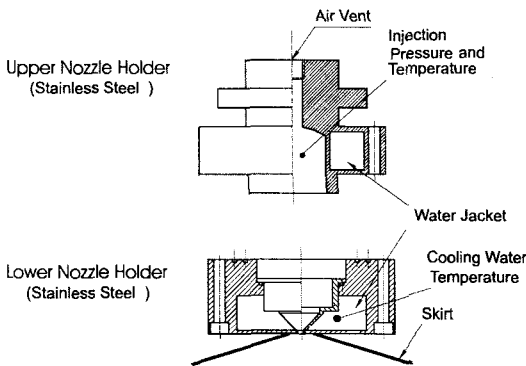 Air Vent
Injection
Pressure and
Temperature
Upper Nozzle Holder
(Stainless Steel )
Water Jacket
Cooling Water
Temperature
Lower Nozzle Holder
(Stainless Steel )
Skirt